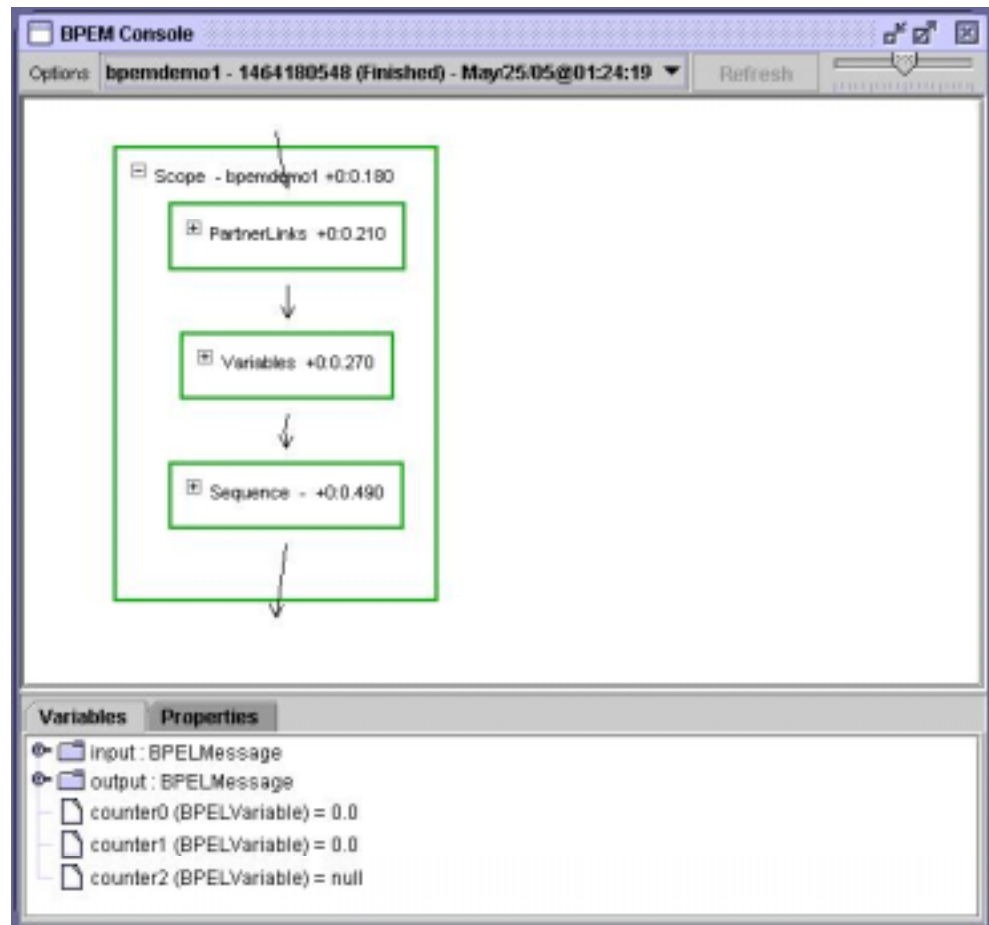 BPEM Console
Options bpemdemo1 - 1464180548 (Finished) - May/25/05@01:24:19 Refresh
Scope - bpemdemo1 +0:0.180
PartnerLinks +0:0.210
Variables +0:0.270
Sequence - +0:0.490
Variables Properties
input : BPELMessage
output : BPELMessage
counter0 (BPELVariable) = 0.0
counter1 (BPELVariable) = 0.0
counter2 (BPELVariable) = null